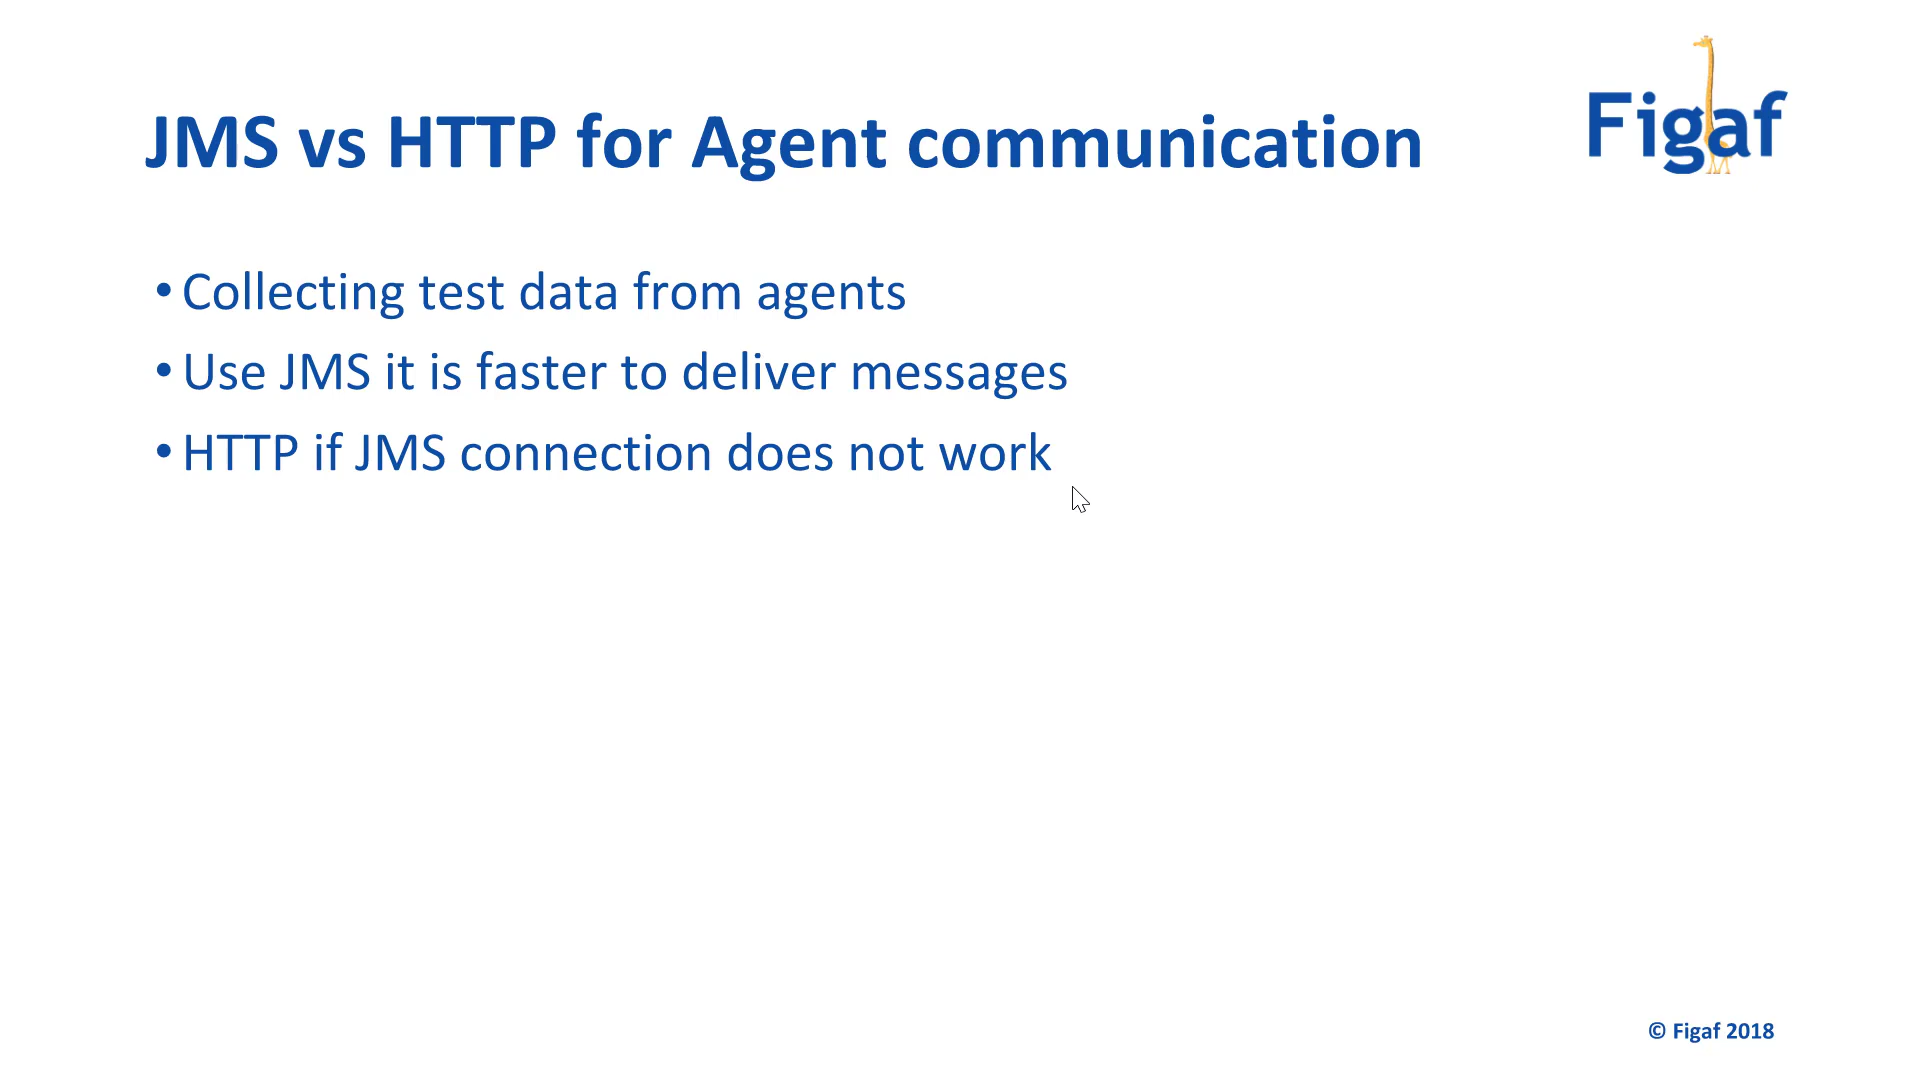 Figaf
JMS vs HTTP for Agent communication
• Collecting test data from agents
• Use JMS it is faster to deliver messages
• HTTP if JMS connection does not work
© Figaf 2018